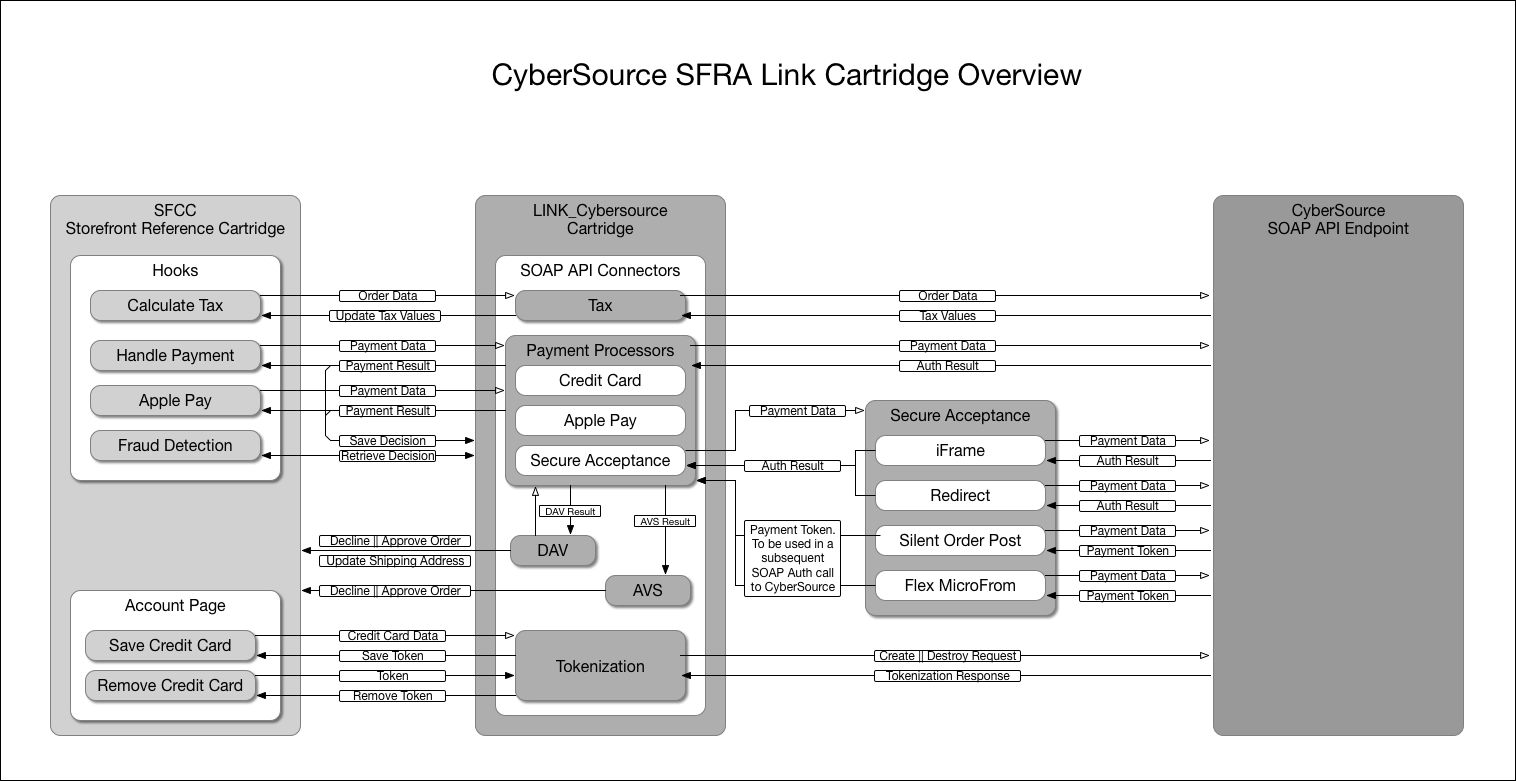 CyberSource SFRA Link Cartridge Overview
SFCC
Storefront Reference Cartridge
Hooks
Calculate Tax
Handle Payment
Apple Pay
Fraud Detection
Order Data
Update Tax Values
Payment Data
Payment Result
Payment Data
Payment Result
Save Decision
Retrieve Decision
Decline || Approve Order
Update Shipping Address
Decline || Approve Order
Account Page
Save Credit Card
Remove Credit Card
Credit Card Data
Save Token
Token
Remove Token
LINK_Cybersource
Cartridge
SOAP API Connectors
Tax
Payment Processors
Credit Card
Apple Pay
Secure Acceptance
DAV Result
AVS Result
DAV
AVS
Tokenization
Order Data
Tax Values
Payment Data
Auth Result
Payment Data
Auth Result
Payment Token.
To be used in a
subsequent
SOAP Auth call
to CyberSource
Secure Acceptance
iFrame
Redirect
Silent Order Post
Flex MicroFrom
Payment Data
Auth Result
Payment Data
Auth Result
Payment Data
Payment Token
Payment Data
Payment Token
Create || Destroy Request
Tokenization Response
CyberSource
SOAP API Endpoint